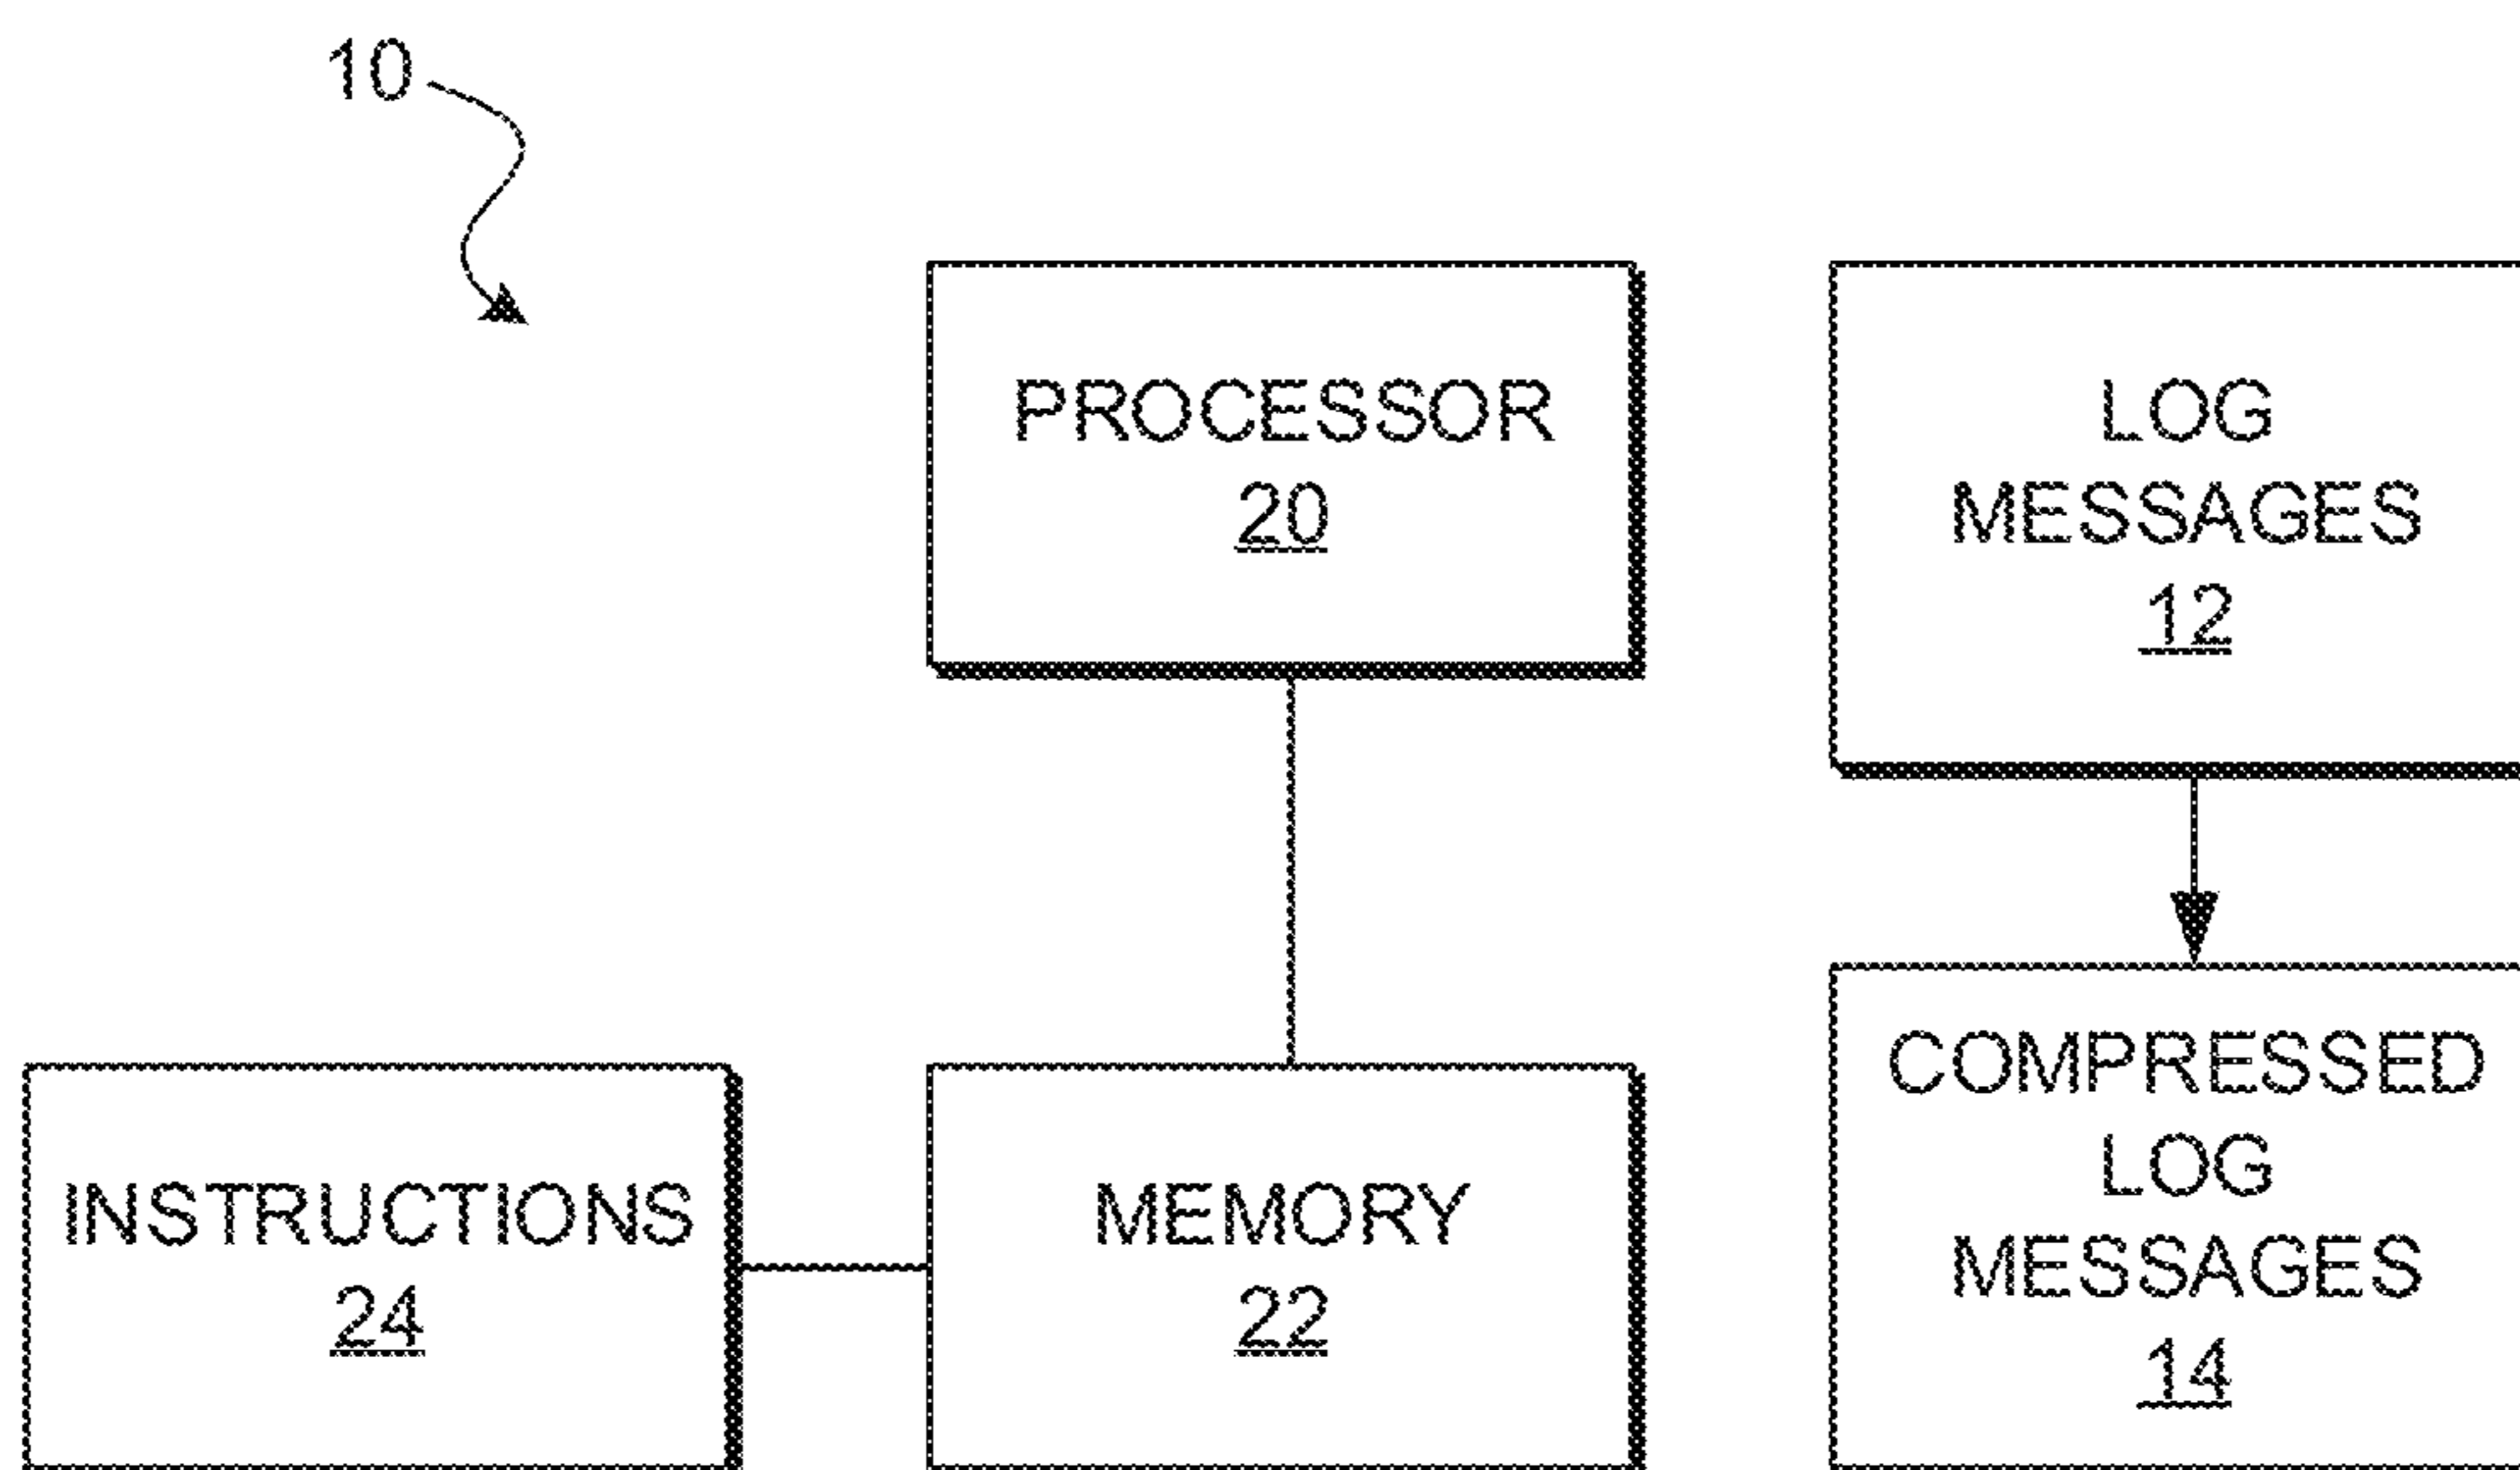 10
PROCESSOR
20
LOG
MESSAGES
12
INSTRUCTIONS
24
MEMORY
22
COMPRESSED
LOG
MESSAGES
14